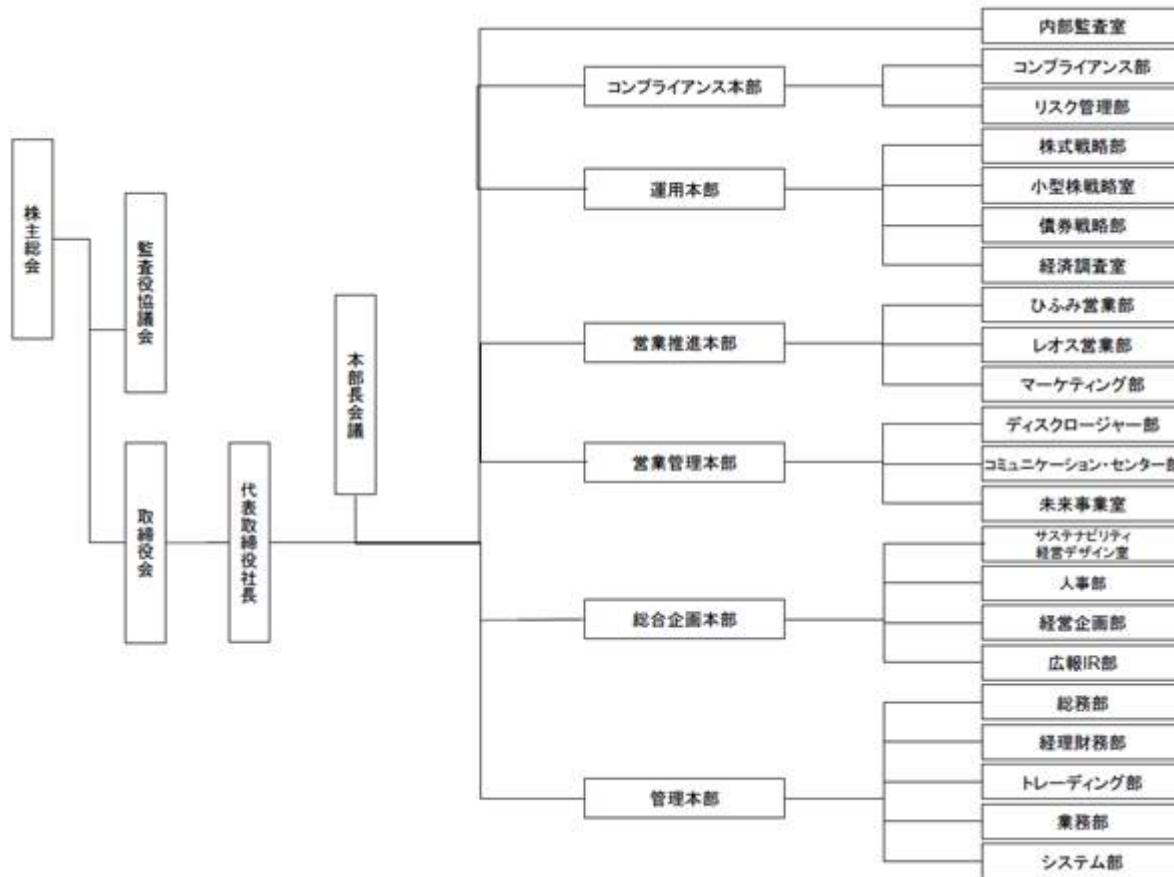 株主総会
監査役協議会
取締役会
代表取締役社長
本部長会議
内部監査室
コンプライアンス本部
コンプライアンス部
リスク管理部
運用本部
株式戦略部
小型株戦略室
債券戦略部
経済調査室
営業推進本部
ひふみ営業部
レオス営業部
マーケティング部
営業管理本部
ディスクロージャー部
コミュニケーション・センター部
未来事業室
総合企画本部
サステナビリティ
経営デザイン室
人事部
経営企画部
広報IR部
管理本部
総務部
経理財務部
トレーディング部
業務部
システム部